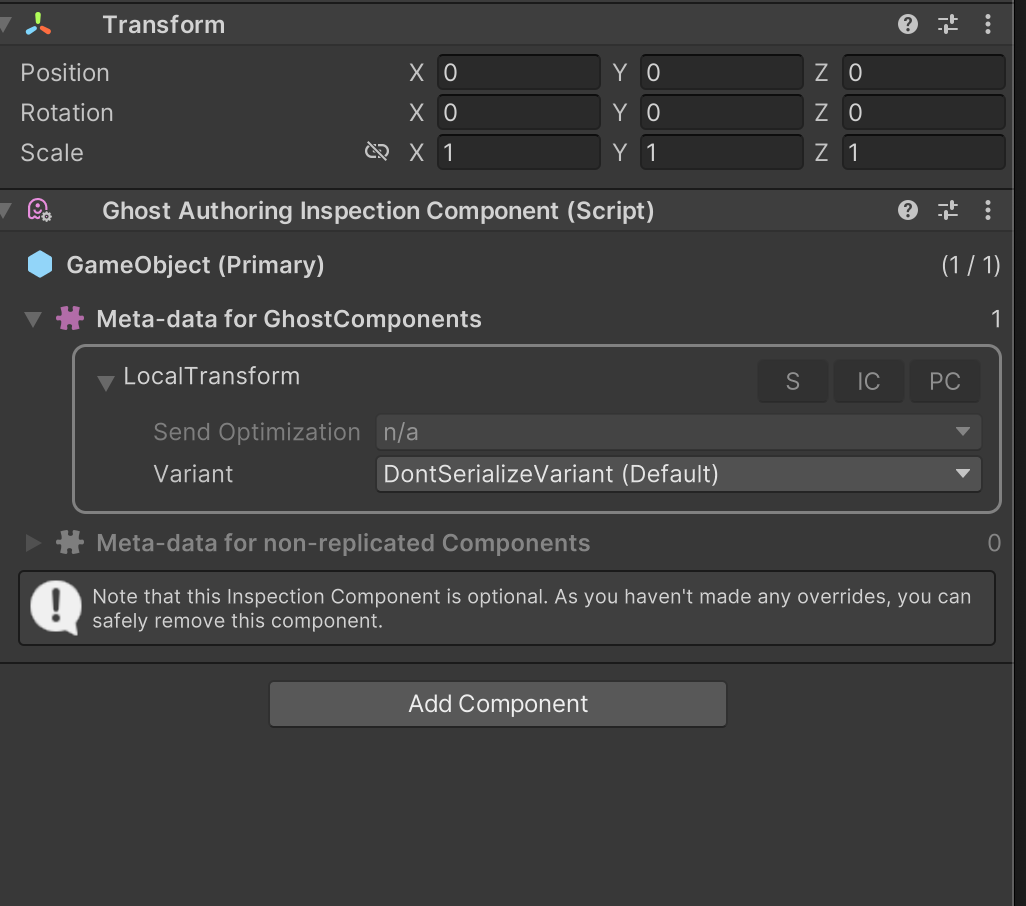 Transform
Position X 0 Y 0 Z 0
Rotation X 0 Y 0 Z 0
Scale X 1 Y 1 Z 1
Ghost Authoring Inspection Component (Script)
GameObject (Primary) (1 / 1)
Meta-data for GhostComponents 1
LocalTransform S IC PC
Send Optimization n/a
Variant DontSerializeVariant (Default)
Meta-data for non-replicated Components 0
Note that this Inspection Component is optional. As you haven't made any overrides, you can
safely remove this component.
Add Component